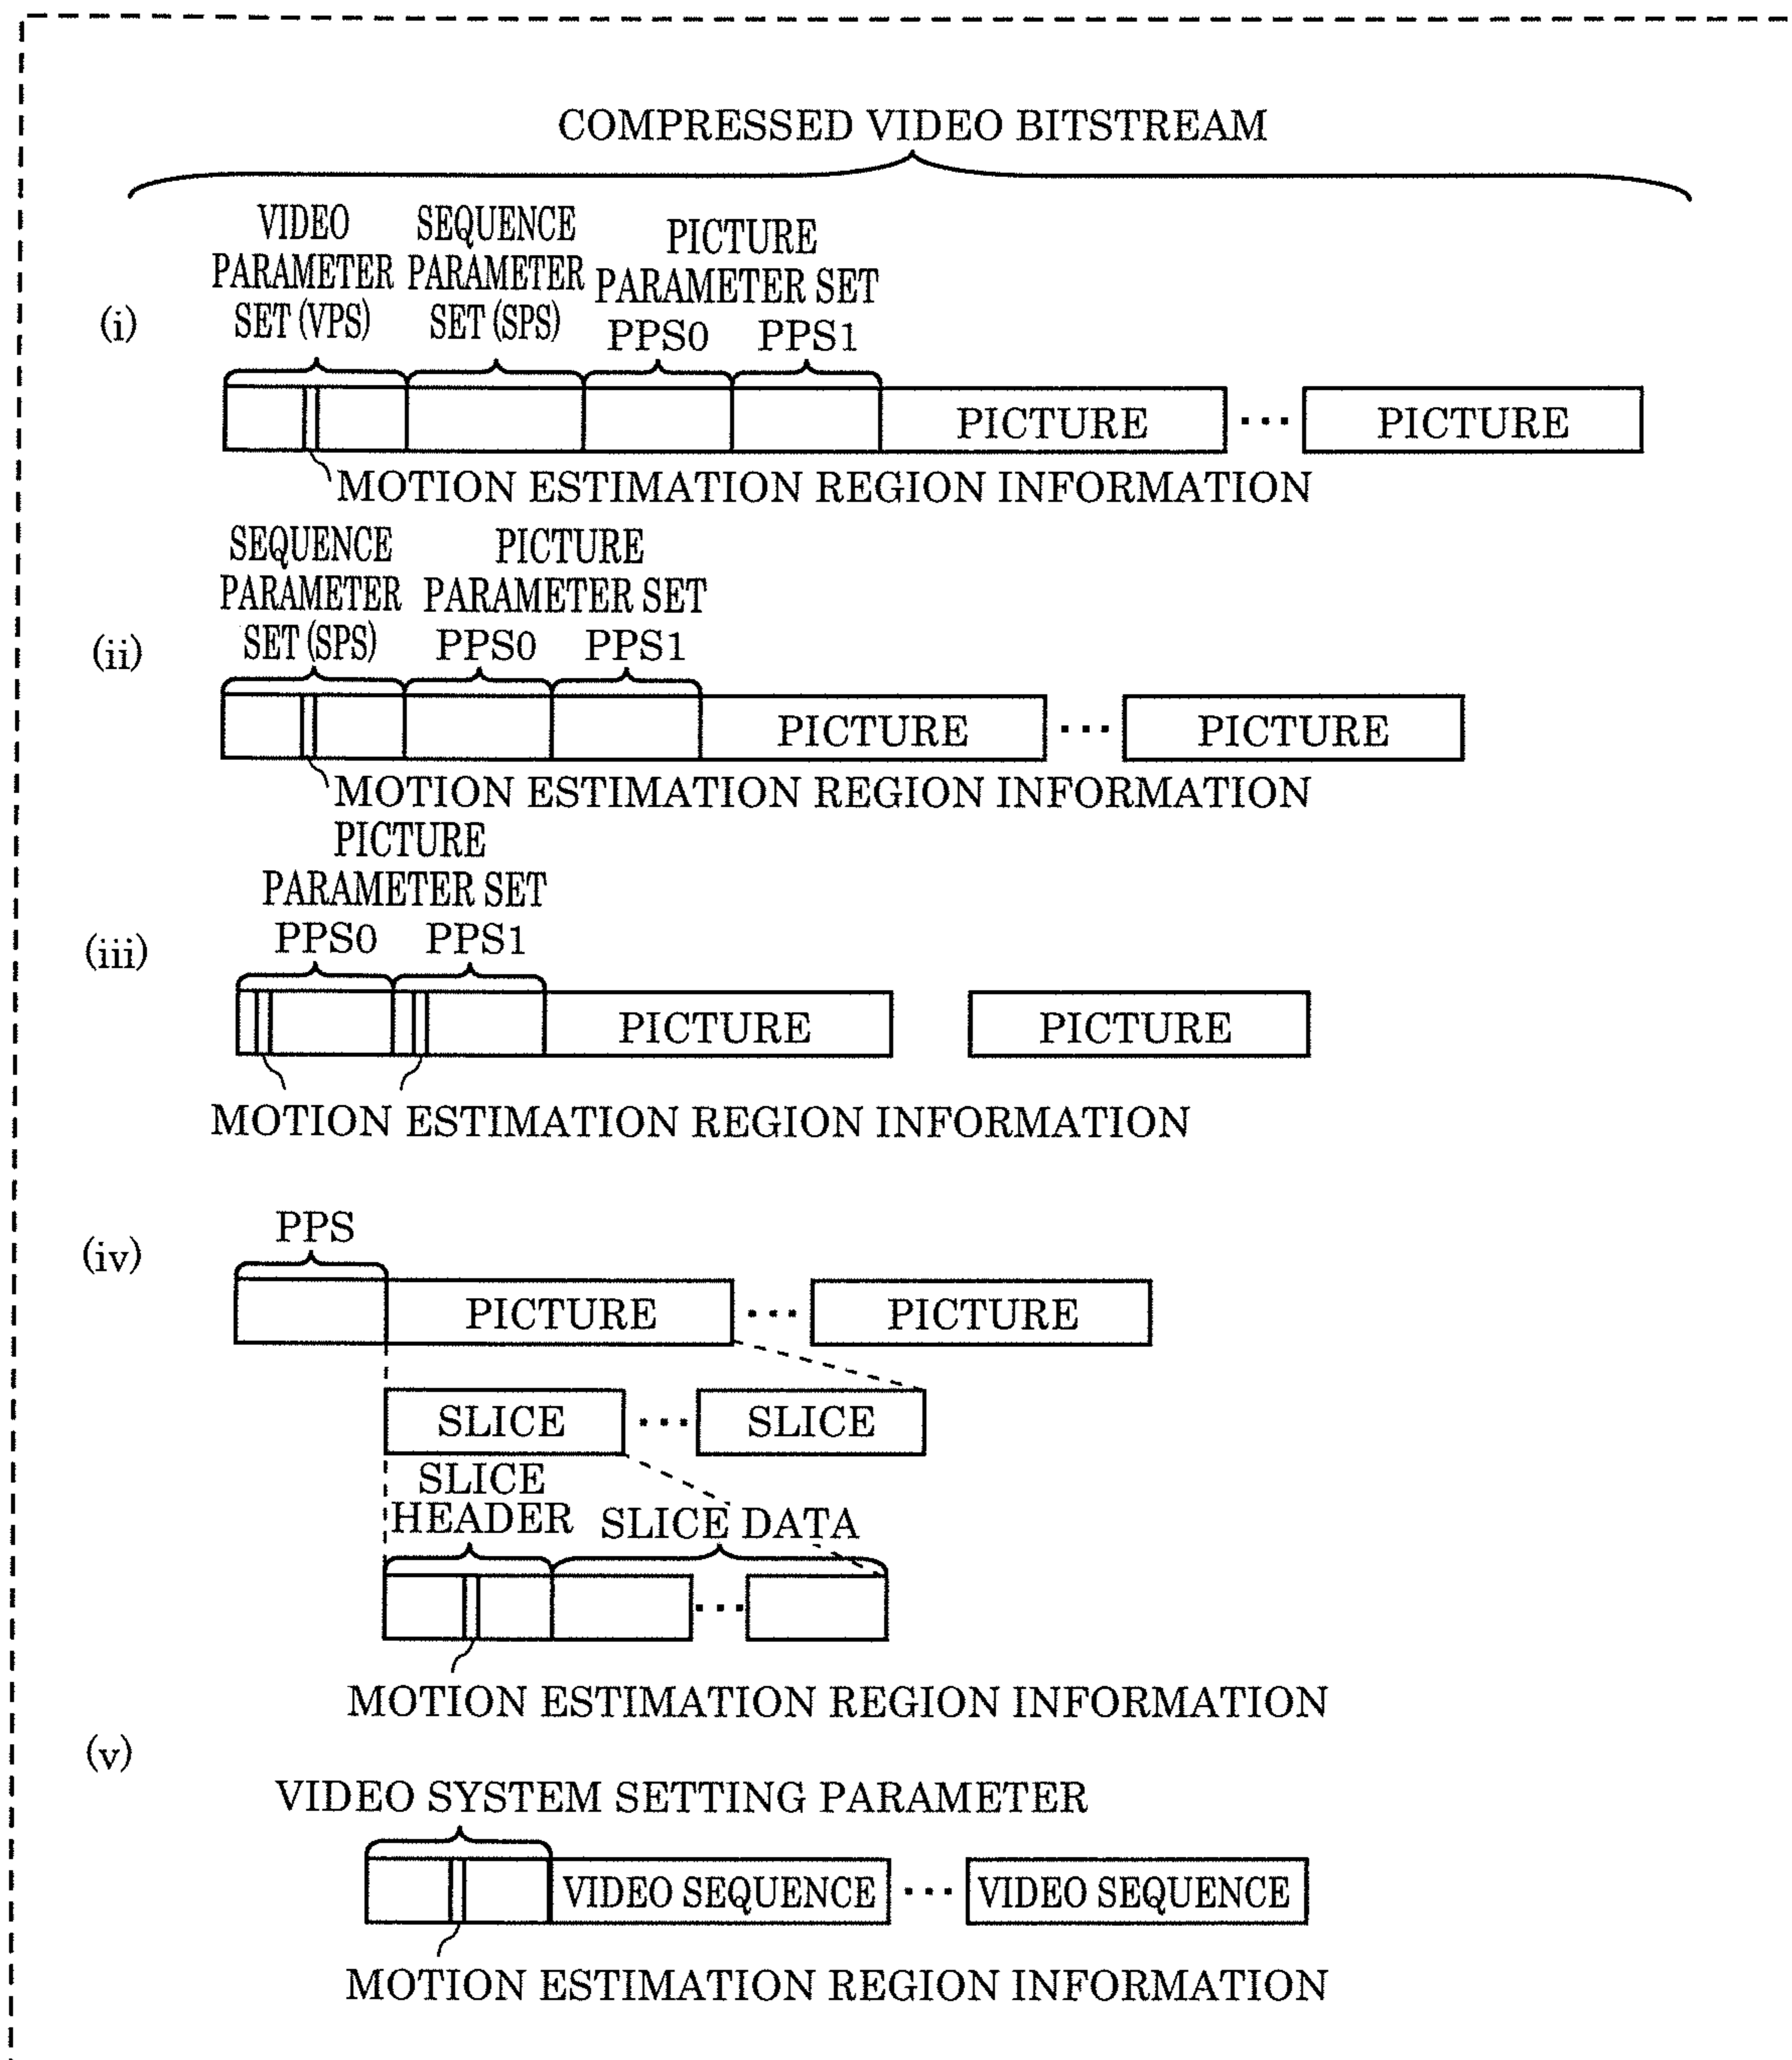 COMPRESSED VIDEO BITSTREAM
(i)
VIDEO
PARAMETER
SET (VPS)
SEQUENCE
PARAMETER
SET (SPS)
PICTURE
PARAMETER SET
PPS0 PPS1
PICTURE ... PICTURE
MOTION ESTIMATION REGION INFORMATION
(ii)
SEQUENCE
PARAMETER
SET (SPS)
PICTURE
PARAMETER SET
PPS0 PPS1
PICTURE ... PICTURE
MOTION ESTIMATION REGION INFORMATION
(iii)
PICTURE
PARAMETER SET
PPS0 PPS1
PICTURE PICTURE
MOTION ESTIMATION REGION INFORMATION
(iv)
PPS
PICTURE ... PICTURE
SLICE ... SLICE
SLICE
HEADER
SLICE DATA
...
MOTION ESTIMATION REGION INFORMATION
(v)
VIDEO SYSTEM SETTING PARAMETER
VIDEO SEQUENCE ... VIDEO SEQUENCE
MOTION ESTIMATION REGION INFORMATION